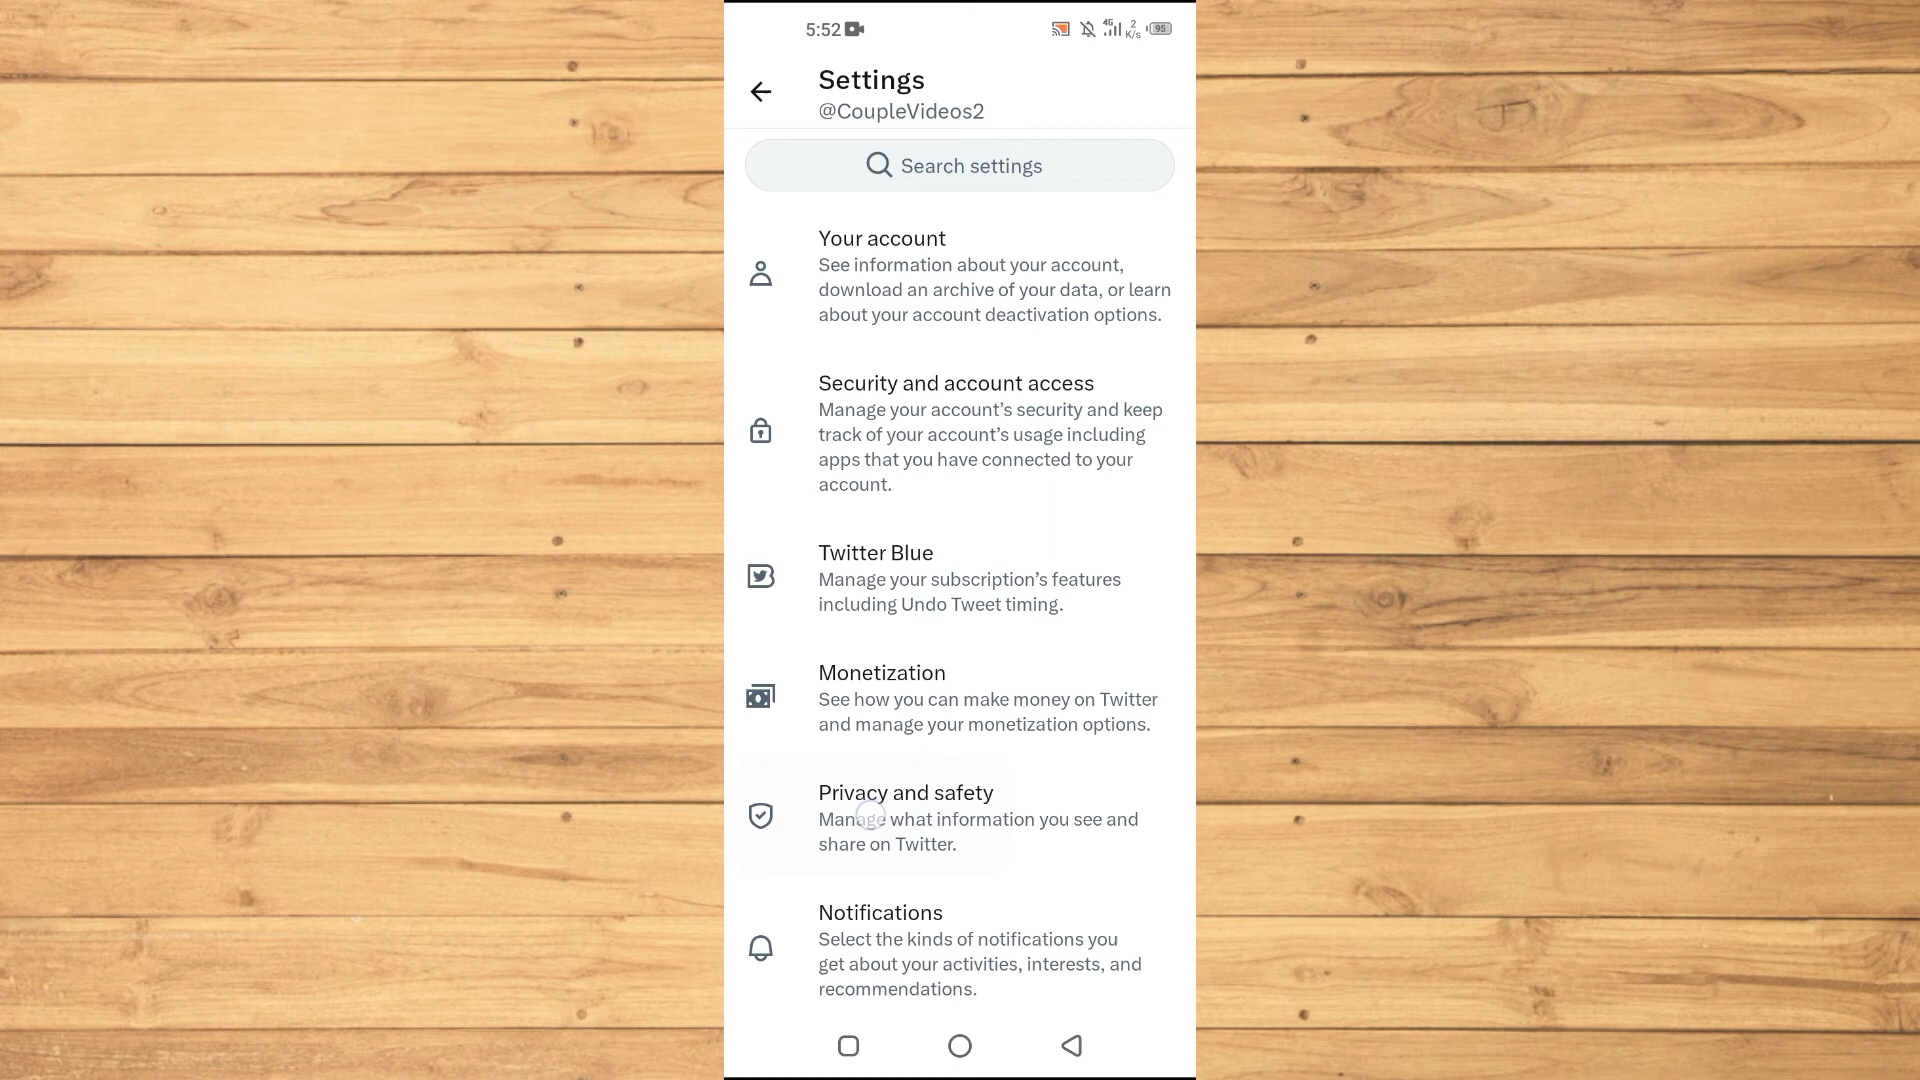 5:52
4G
2
K/s
95
Settings
@CoupleVideos2
Search settings
Your account
See information about your account,
download an archive of your data, or learn
about your account deactivation options.
Security and account access
Manage your account’s security and keep
track of your account’s usage including
apps that you have connected to your
account.
Twitter Blue
Manage your subscription’s features
including Undo Tweet timing.
Monetization
See how you can make money on Twitter
and manage your monetization options.
Privacy and safety
Manage what information you see and
share on Twitter.
Notifications
Select the kinds of notifications you
get about your activities, interests, and
recommendations.